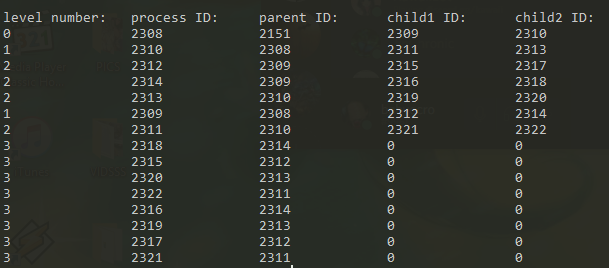 level number: process ID: parent ID: child1 ID: child2 ID:
0 2308 2151 2309 2310
1 2310 2308 2311 2313
2 2312 2309 2315 2317
2 2314 2309 2316 2318
2 2313 2310 2319 2320
1 2309 2308 2312 2314
2 2311 2310 2321 2322
3 2318 2314 0 0
3 2315 2312 0 0
3 2320 2313 0 0
3 2322 2311 0 0
3 2316 2314 0 0
3 2319 2313 0 0
3 2317 2312 0 0
3 2321 2311 0 0